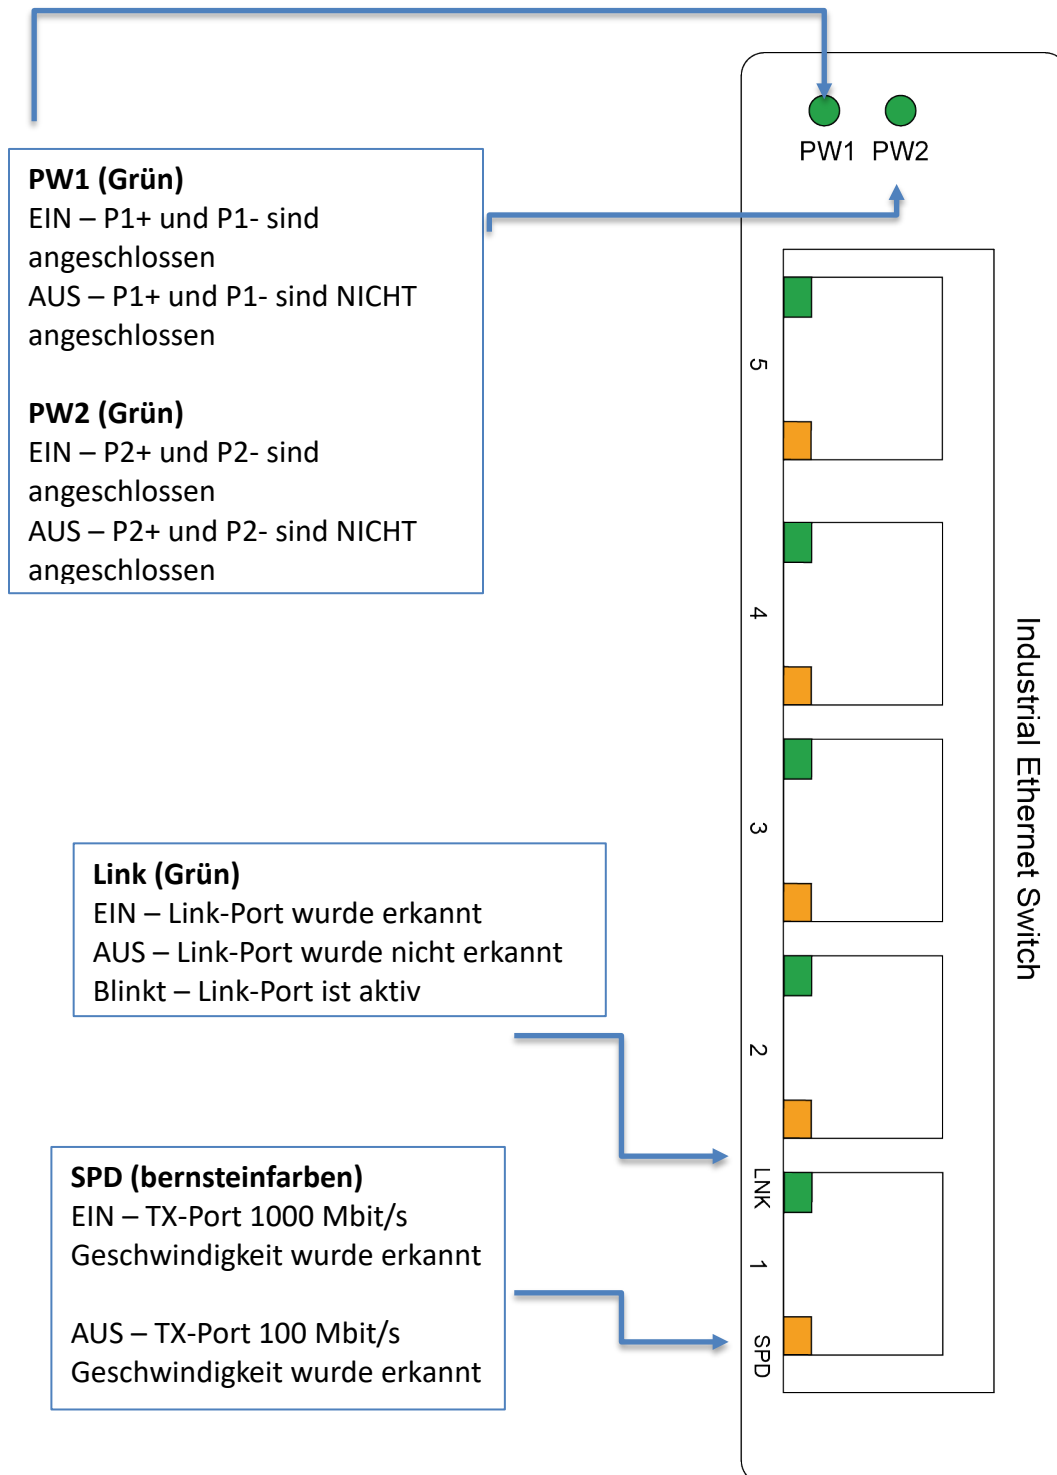 PW1 PW2
PW1 (Grün)
EIN – P1+ und P1- sind
angeschlossen
AUS – P1+ und P1- sind NICHT
angeschlossen
PW2 (Grün)
EIN – P2+ und P2- sind
angeschlossen
AUS – P2+ und P2- sind NICHT
angeschlossen
5
4
3
2
LNK
1
SPD
Industrial Ethernet Switch
Link (Grün)
EIN – Link-Port wurde erkannt
AUS – Link-Port wurde nicht erkannt
Blinkt – Link-Port ist aktiv
SPD (bernsteinfarben)
EIN – TX-Port 1000 Mbit/s
Geschwindigkeit wurde erkannt
AUS – TX-Port 100 Mbit/s
Geschwindigkeit wurde erkannt